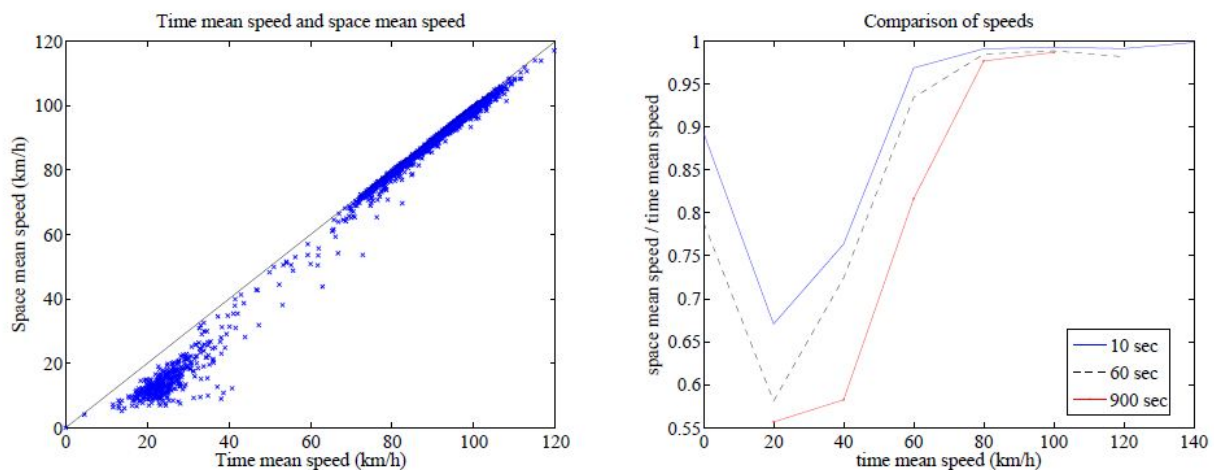 Time mean speed and space mean speed
120
100
80
60
40
20
0
Space mean speed (km/h)
0 20 40 60 80 100 120
Time mean speed (km/h)
Comparison of speeds
1
0.95
0.9
0.85
0.8
0.75
0.7
0.65
0.6
0.55
space mean speed / time mean speed
10 sec
60 sec
900 sec
0 20 40 60 80 100 120 140
time mean speed (km/h)